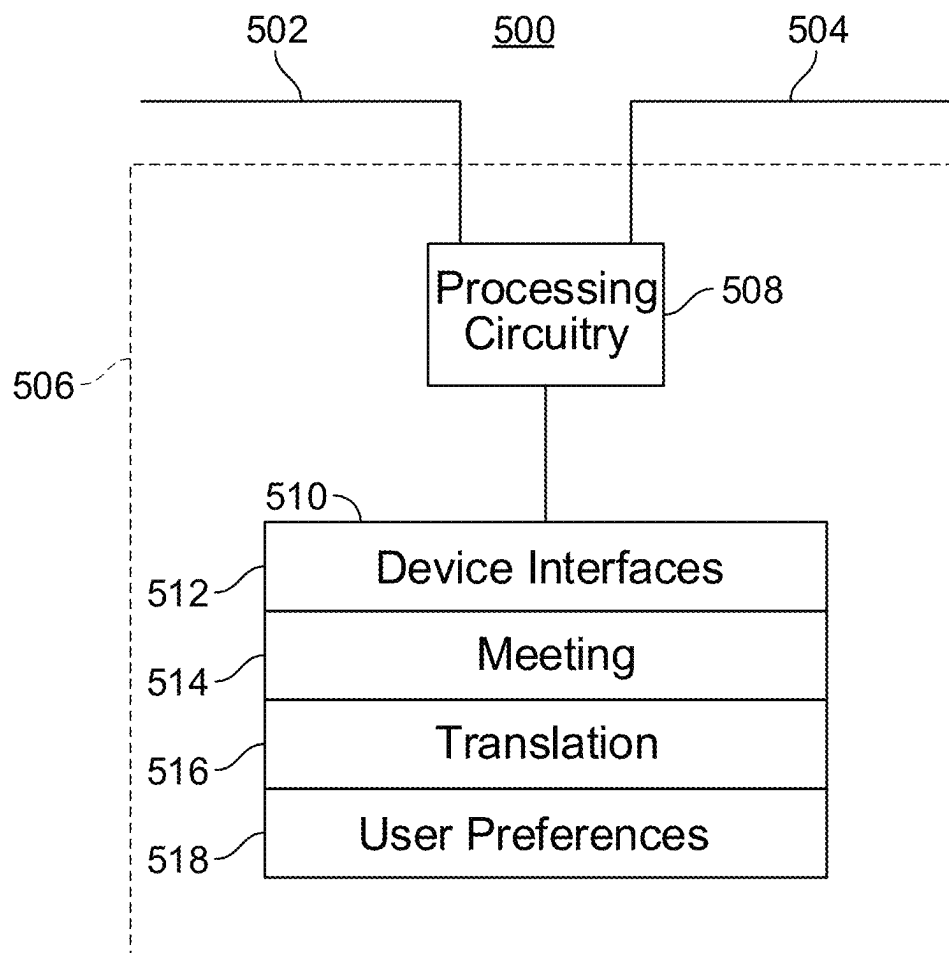 502 500 504
Processing
Circuitry
508
506
510
Device Interfaces
512
Meeting
514
Translation
516
User Preferences
518